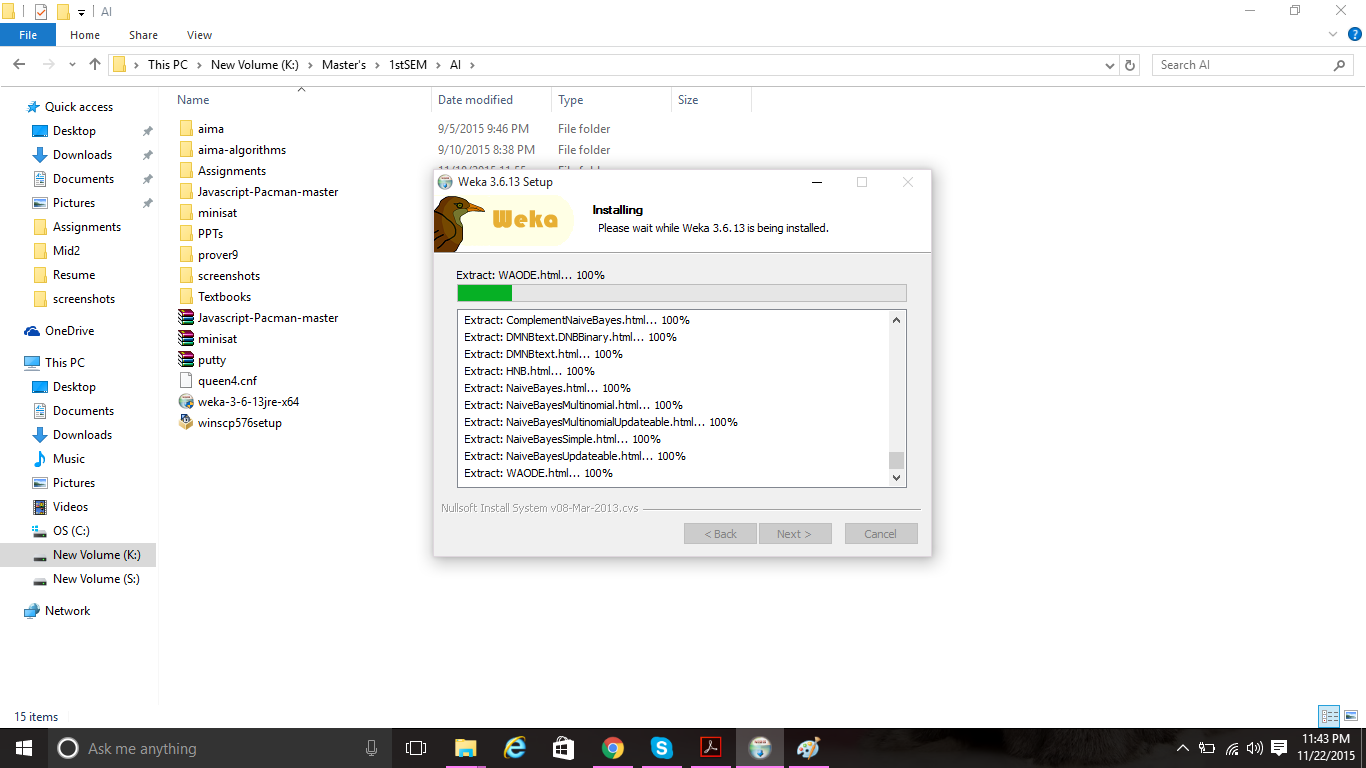 AI
File Home Share View
This PC New Volume (K:) Master's 1stSEM AI Search AI
Name Date modified Type Size
Quick access
Desktop
Downloads
Documents
Pictures
Assignments
Mid2
Resume
screenshots
OneDrive
This PC
Desktop
Documents
Downloads
Music
Pictures
Videos
OS (C:)
New Volume (K:)
New Volume (S:)
Network
aima 9/5/2015 9:46 PM File folder
aima-algorithms 9/10/2015 8:38 PM File folder
Assignments
Javascript-Pacman-master
minisat
PPTs
prover9
screenshots
Textbooks
Javascript-Pacman-master
minisat
putty
queen4.cnf
weka-3-6-13jre-x64
winscp576setup
Weka 3.6.13 Setup
Weka
Installing
Please wait while Weka 3.6.13 is being installed.
Extract: WAODE.html... 100%
Extract: ComplementNaiveBayes.html... 100%
Extract: DMNBtext.DNBBinary.html... 100%
Extract: DMNBtext.html... 100%
Extract: HNB.html... 100%
Extract: NaiveBayes.html... 100%
Extract: NaiveBayesMultinomial.html... 100%
Extract: NaiveBayesMultinomialUpdateable.html... 100%
Extract: NaiveBayesSimple.html... 100%
Extract: NaiveBayesUpdateable.html... 100%
Extract: WAODE.html... 100%
Nullsoft Install System v08-Mar-2013.cvs
< Back Next > Cancel
15 items
Ask me anything
11:43 PM
11/22/2015